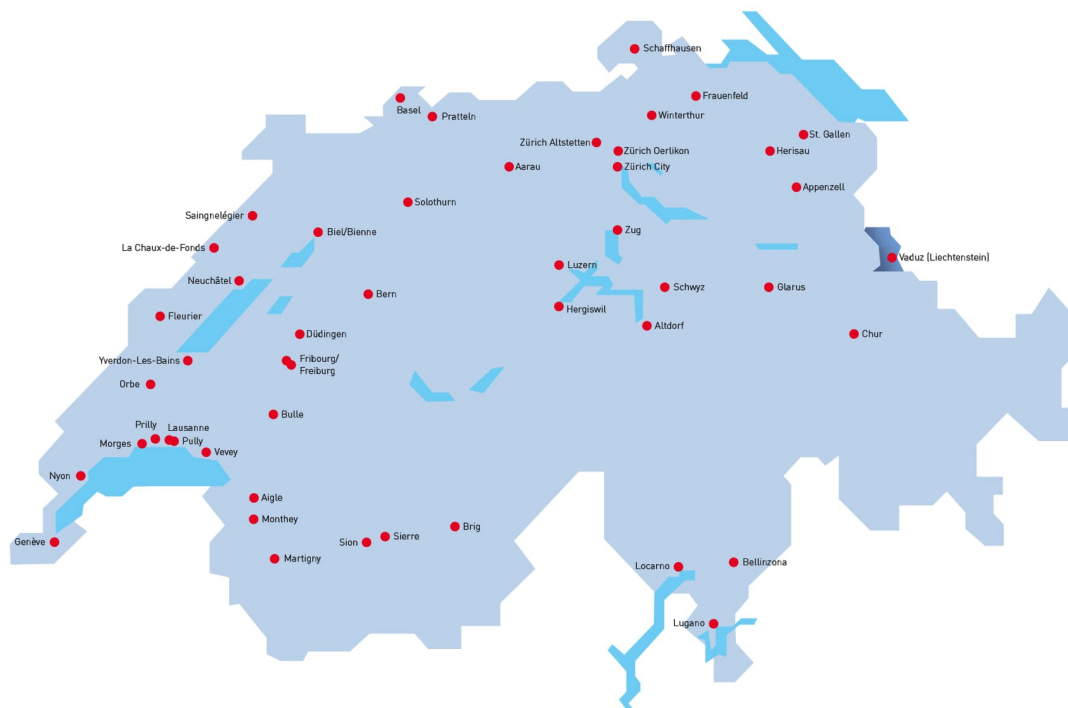 Schaffhausen
Frauenfeld
Basel
Pratteln
Winterthur
St. Gallen
Zürich Altstetten
Zürich Oerlikon
Herisau
Aarau
Zürich City
Appenzell
Solothurn
Saingnelégier
Biel/Bienne
Zug
La Chaux-de-Fonds
Vaduz (Liechtenstein)
Luzern
Neuchâtel
Bern
Schwyz
Glarus
Hergiswil
Fleurier
Altdorf
Düdingen
Chur
Yverdon-Les-Bains
Fribourg/
Freiburg
Orbe
Bulle
Prilly
Lausanne
Morges
Pully
Vevey
Nyon
Aigle
Monthey
Brig
Genève
Sion
Sierre
Martigny
Locarno
Bellinzona
Lugano